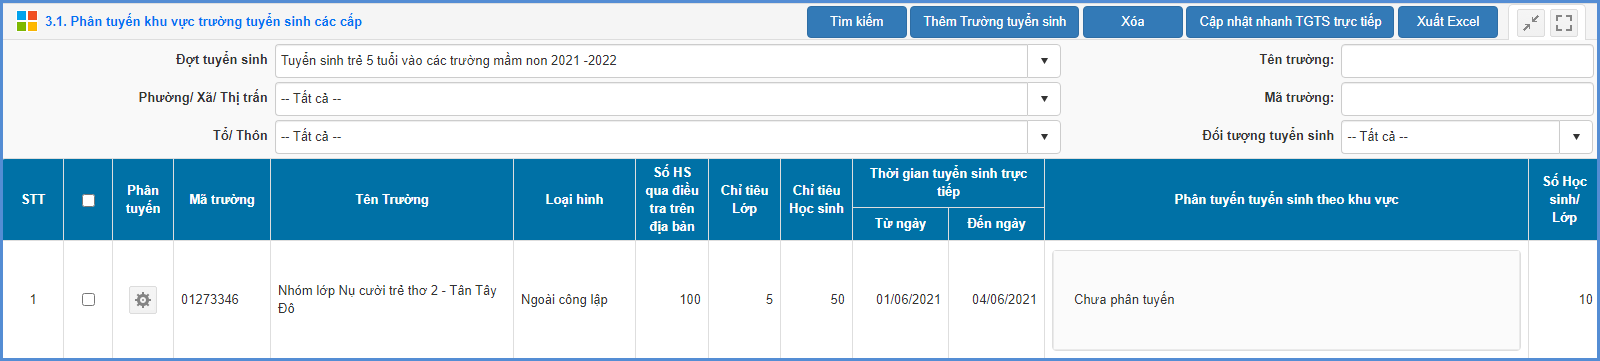 3.1. Phân tuyến khu vực trường tuyển sinh các cấp
Tìm kiếm
Thêm Trường tuyển sinh
Xóa
Cập nhật nhanh TGTS trực tiếp
Xuất Excel
Đợt tuyển sinh
Tuyển sinh trẻ 5 tuổi vào các trường mầm non 2021 -2022
Tên trường:
Phường/ Xã/ Thị trấn
-- Tất cả --
Mã trường:
Tổ/ Thôn
-- Tất cả --
Đối tượng tuyển sinh
-- Tất cả --
STT
Phân
tuyến
Mã trường
Tên Trường
Loại hình
Số HS
qua điều
tra trên
địa bàn
Chỉ tiêu
Lớp
Chỉ tiêu
Học sinh
Thời gian tuyển sinh trực
tiếp
Từ ngày
Đến ngày
Phân tuyến tuyển sinh theo khu vực
Số Học
sinh/
Lớp
1
01273346
Nhóm lớp Nụ cười trẻ thơ 2 - Tân Tây
Đô
Ngoài công lập
100
5
50
01/06/2021
04/06/2021
Chưa phân tuyến
10